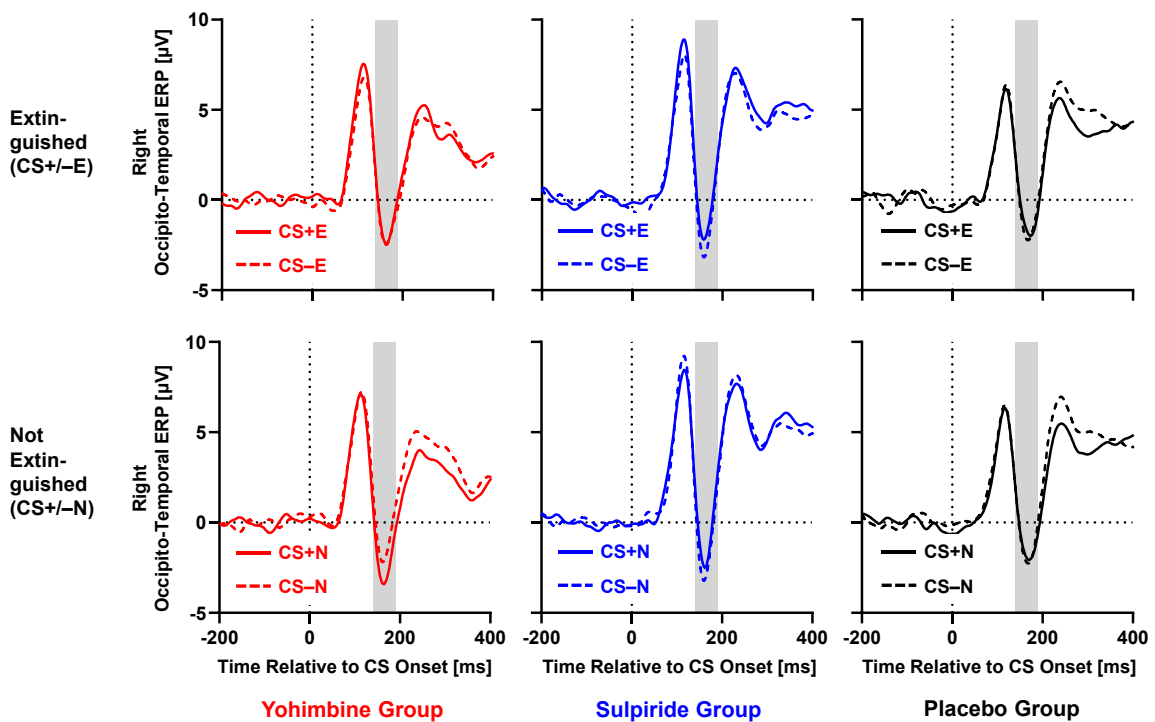 Extin-
guished
(CS+/–E)
Right
Occipito-Temporal ERP [µV]
10
5
0
-5
CS+E
CS–E
CS+E
CS–E
CS+E
CS–E
Not
Extin-
guished
(CS+/–N)
Right
Occipito-Temporal ERP [µV]
10
5
0
-5
CS+N
CS–N
CS+N
CS–N
CS+N
CS–N
-200 0 200 400
-200 0 200 400
-200 0 200 400
Time Relative to CS Onset [ms]
Time Relative to CS Onset [ms]
Time Relative to CS Onset [ms]
Yohimbine Group
Sulpiride Group
Placebo Group